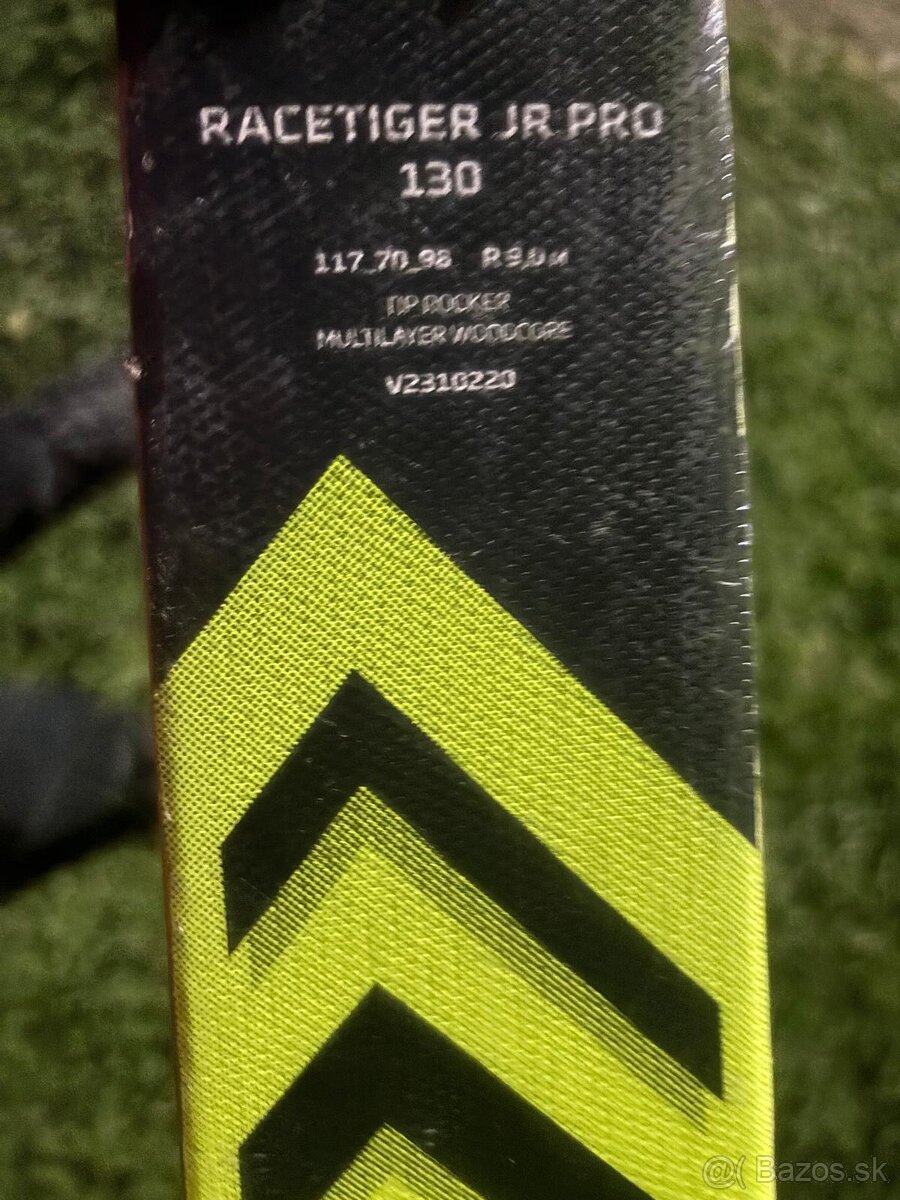 RACETIGER JR PRO
130
117_70_98 R 9,0 M
TIP ROCKER
MULTILAYER WOODCORE
V2310220
@( Bazos.sk